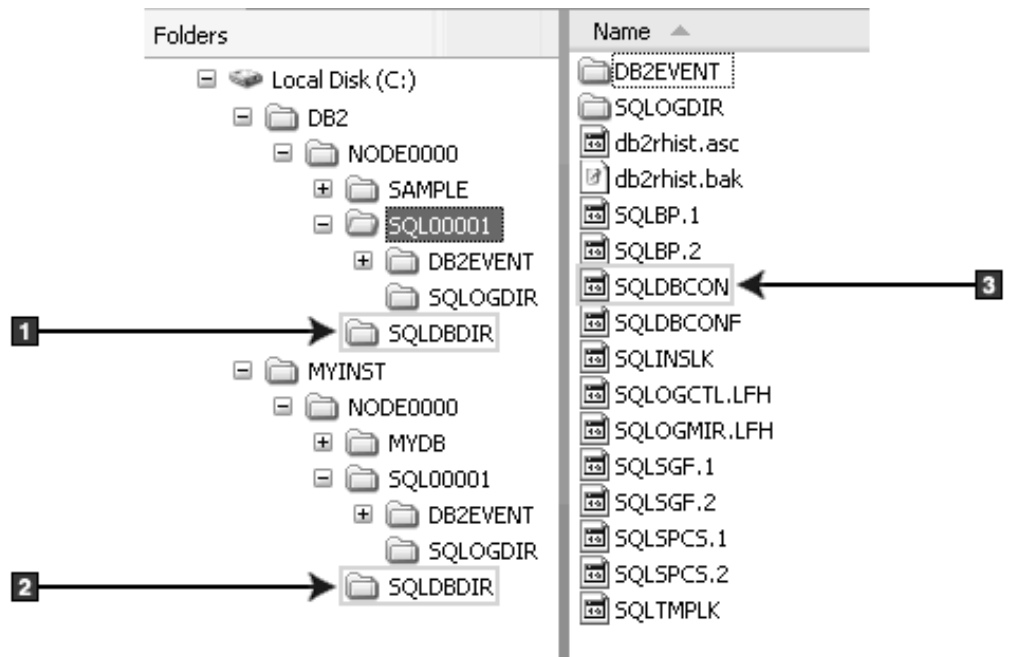 Folders
Local Disk (C:)
DB2
NODE0000
SAMPLE
SQL00001
DB2EVENT
SQLOGDIR
1
SQLDBDIR
MYINST
NODE0000
MYDB
SQL00001
DB2EVENT
SQLOGDIR
2
SQLDBDIR
Name
DB2EVENT
SQLOGDIR
db2rhist.asc
db2rhist.bak
SQLBP.1
SQLBP.2
SQLDBCON
3
SQLDBCONF
SQLINSLK
SQLOGCTL.LFH
SQLOGMIR.LFH
SQLSGF.1
SQLSGF.2
SQLSPCS.1
SQLSPCS.2
SQLTMPLK